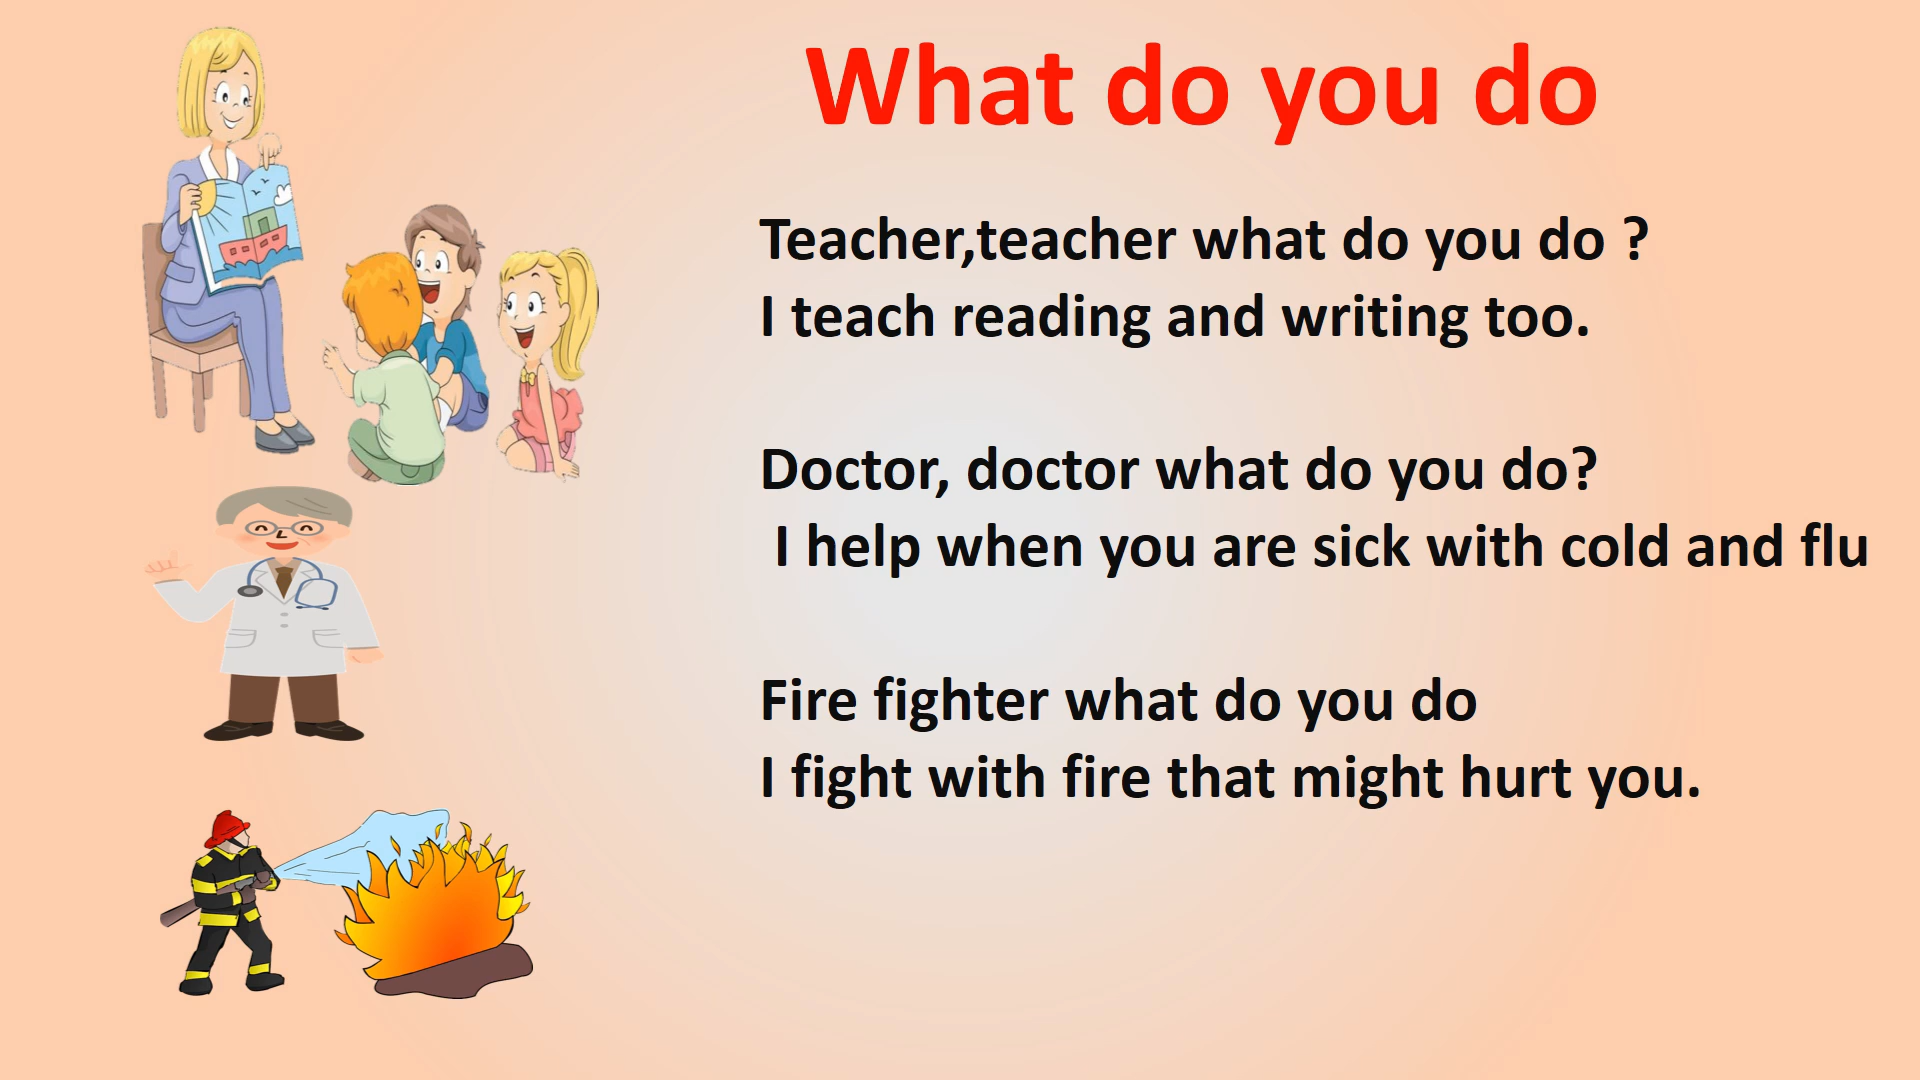 What do you do
Teacher,teacher what do you do ?
I teach reading and writing too.
Doctor, doctor what do you do?
I help when you are sick with cold and flu
Fire fighter what do you do
I fight with fire that might hurt you.